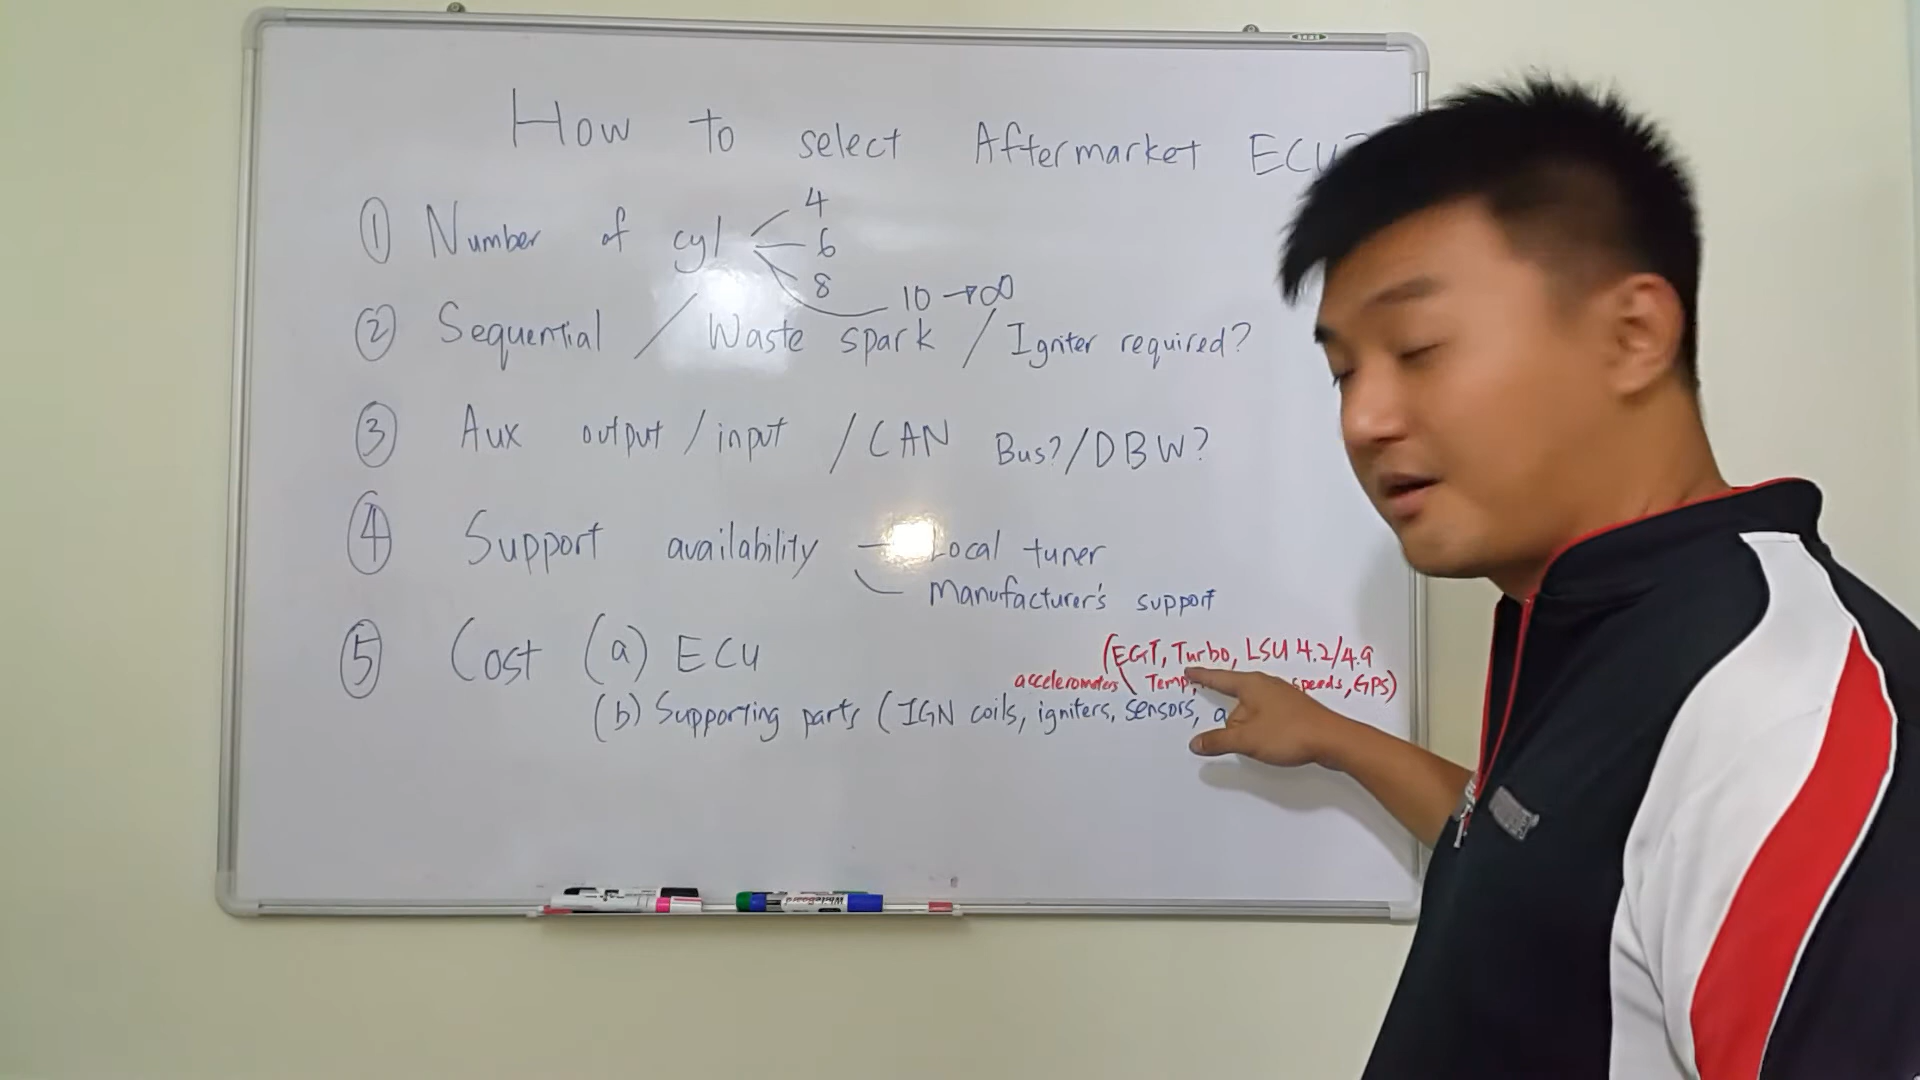 How to select Aftermarket ECU?
① Number of cyl
4
6
8
10 → ∞
② Sequential / Waste spark / Igniter required?
③ Aux output / input / CAN Bus? / DBW?
④ Support availability
Local tuner
Manufacturer's support
⑤ Cost (a) ECU
(EGT, Turbo, LSU 4.2/4.9
accelerometers Temp, speeds, GPS)
(b) Supporting parts (IGN coils, igniters, sensors,